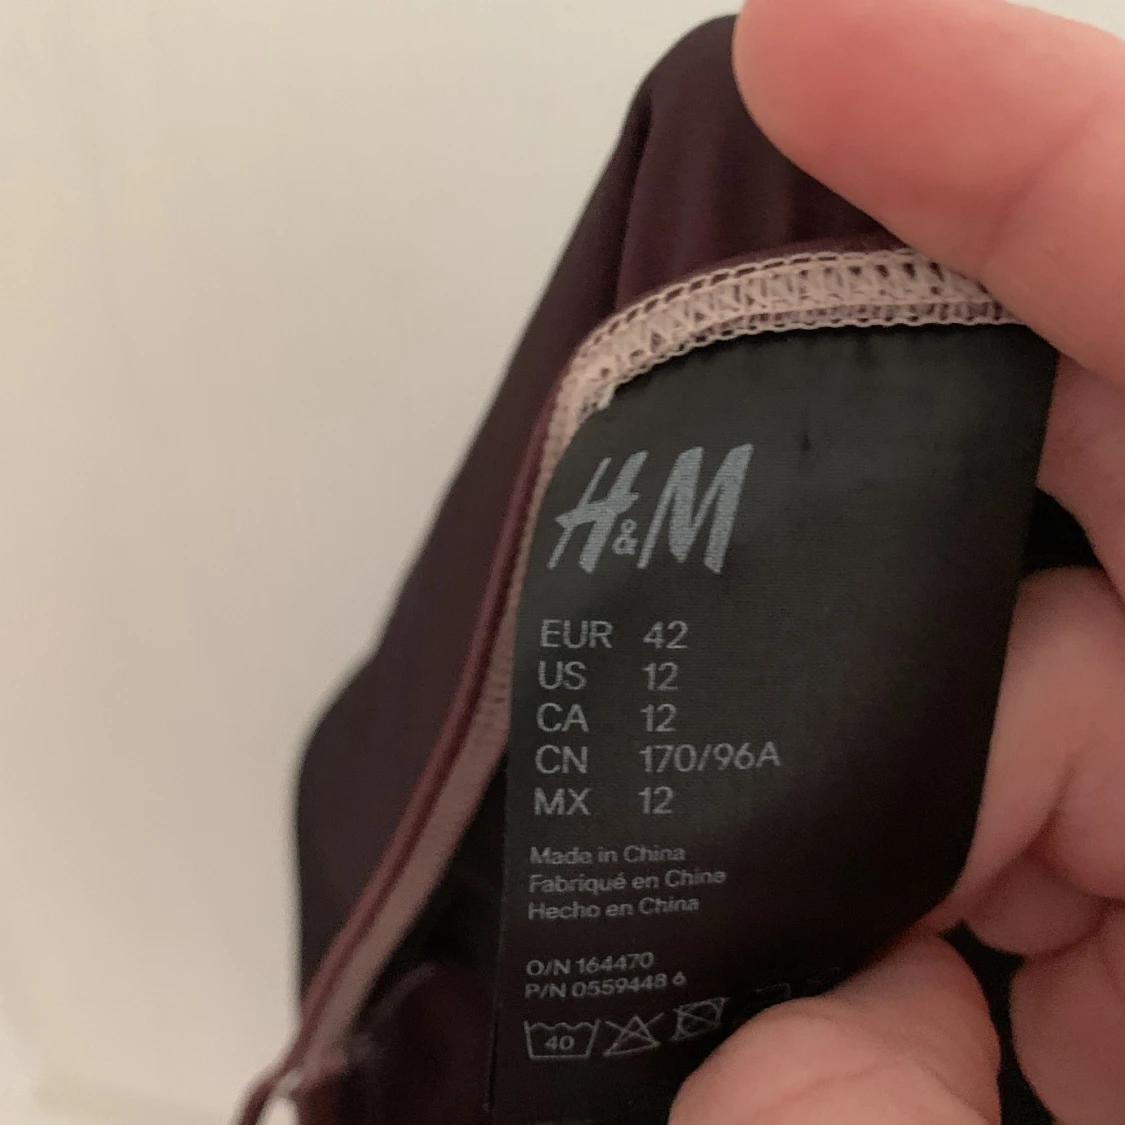 H&M
EUR 42
US 12
CA 12
CN 170/96A
MX 12
Made in China
Fabriqué en Chine
Hecho en China
O/N 164470
P/N 0559448 6
40